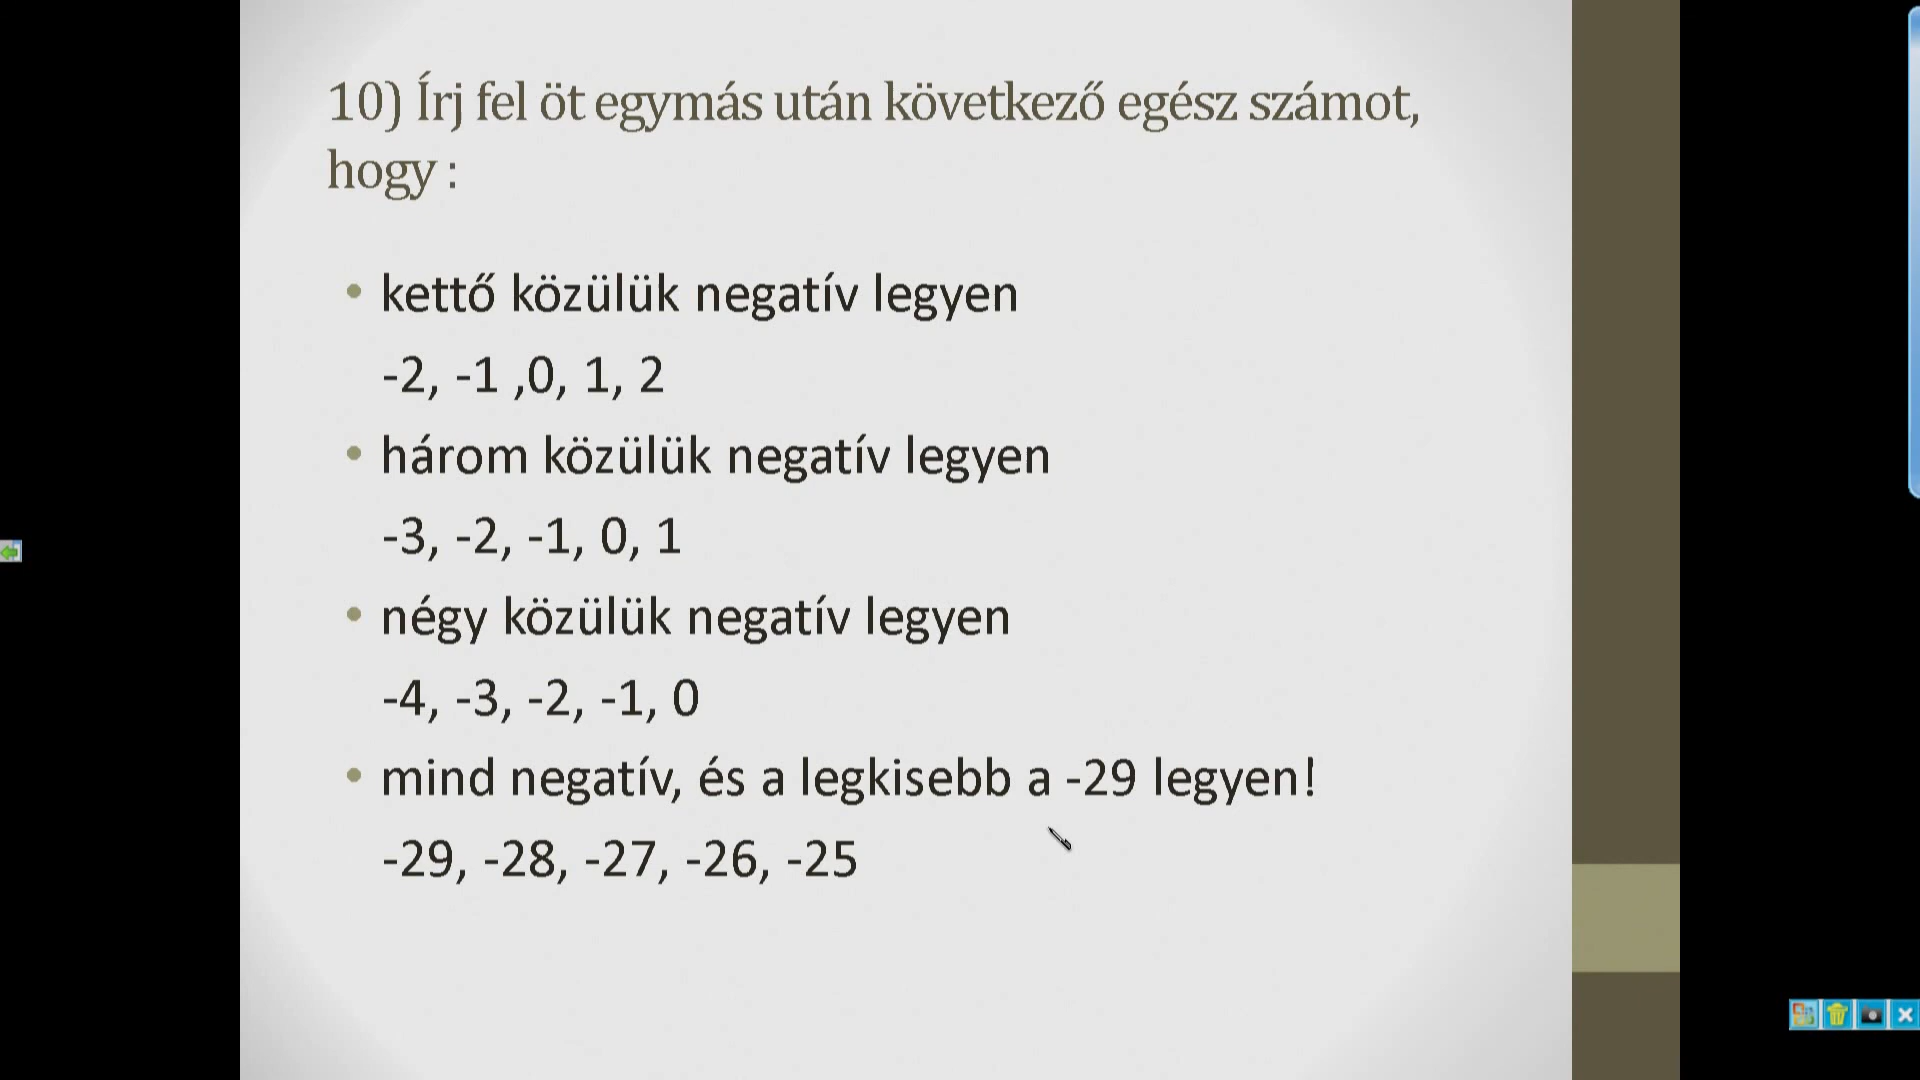 10) Írj fel öt egymás után következő egész számot,
hogy :
• kettő közülük negatív legyen
-2, -1 ,0, 1, 2
• három közülük negatív legyen
-3, -2, -1, 0, 1
• négy közülük negatív legyen
-4, -3, -2, -1, 0
• mind negatív, és a legkisebb a -29 legyen!
-29, -28, -27, -26, -25